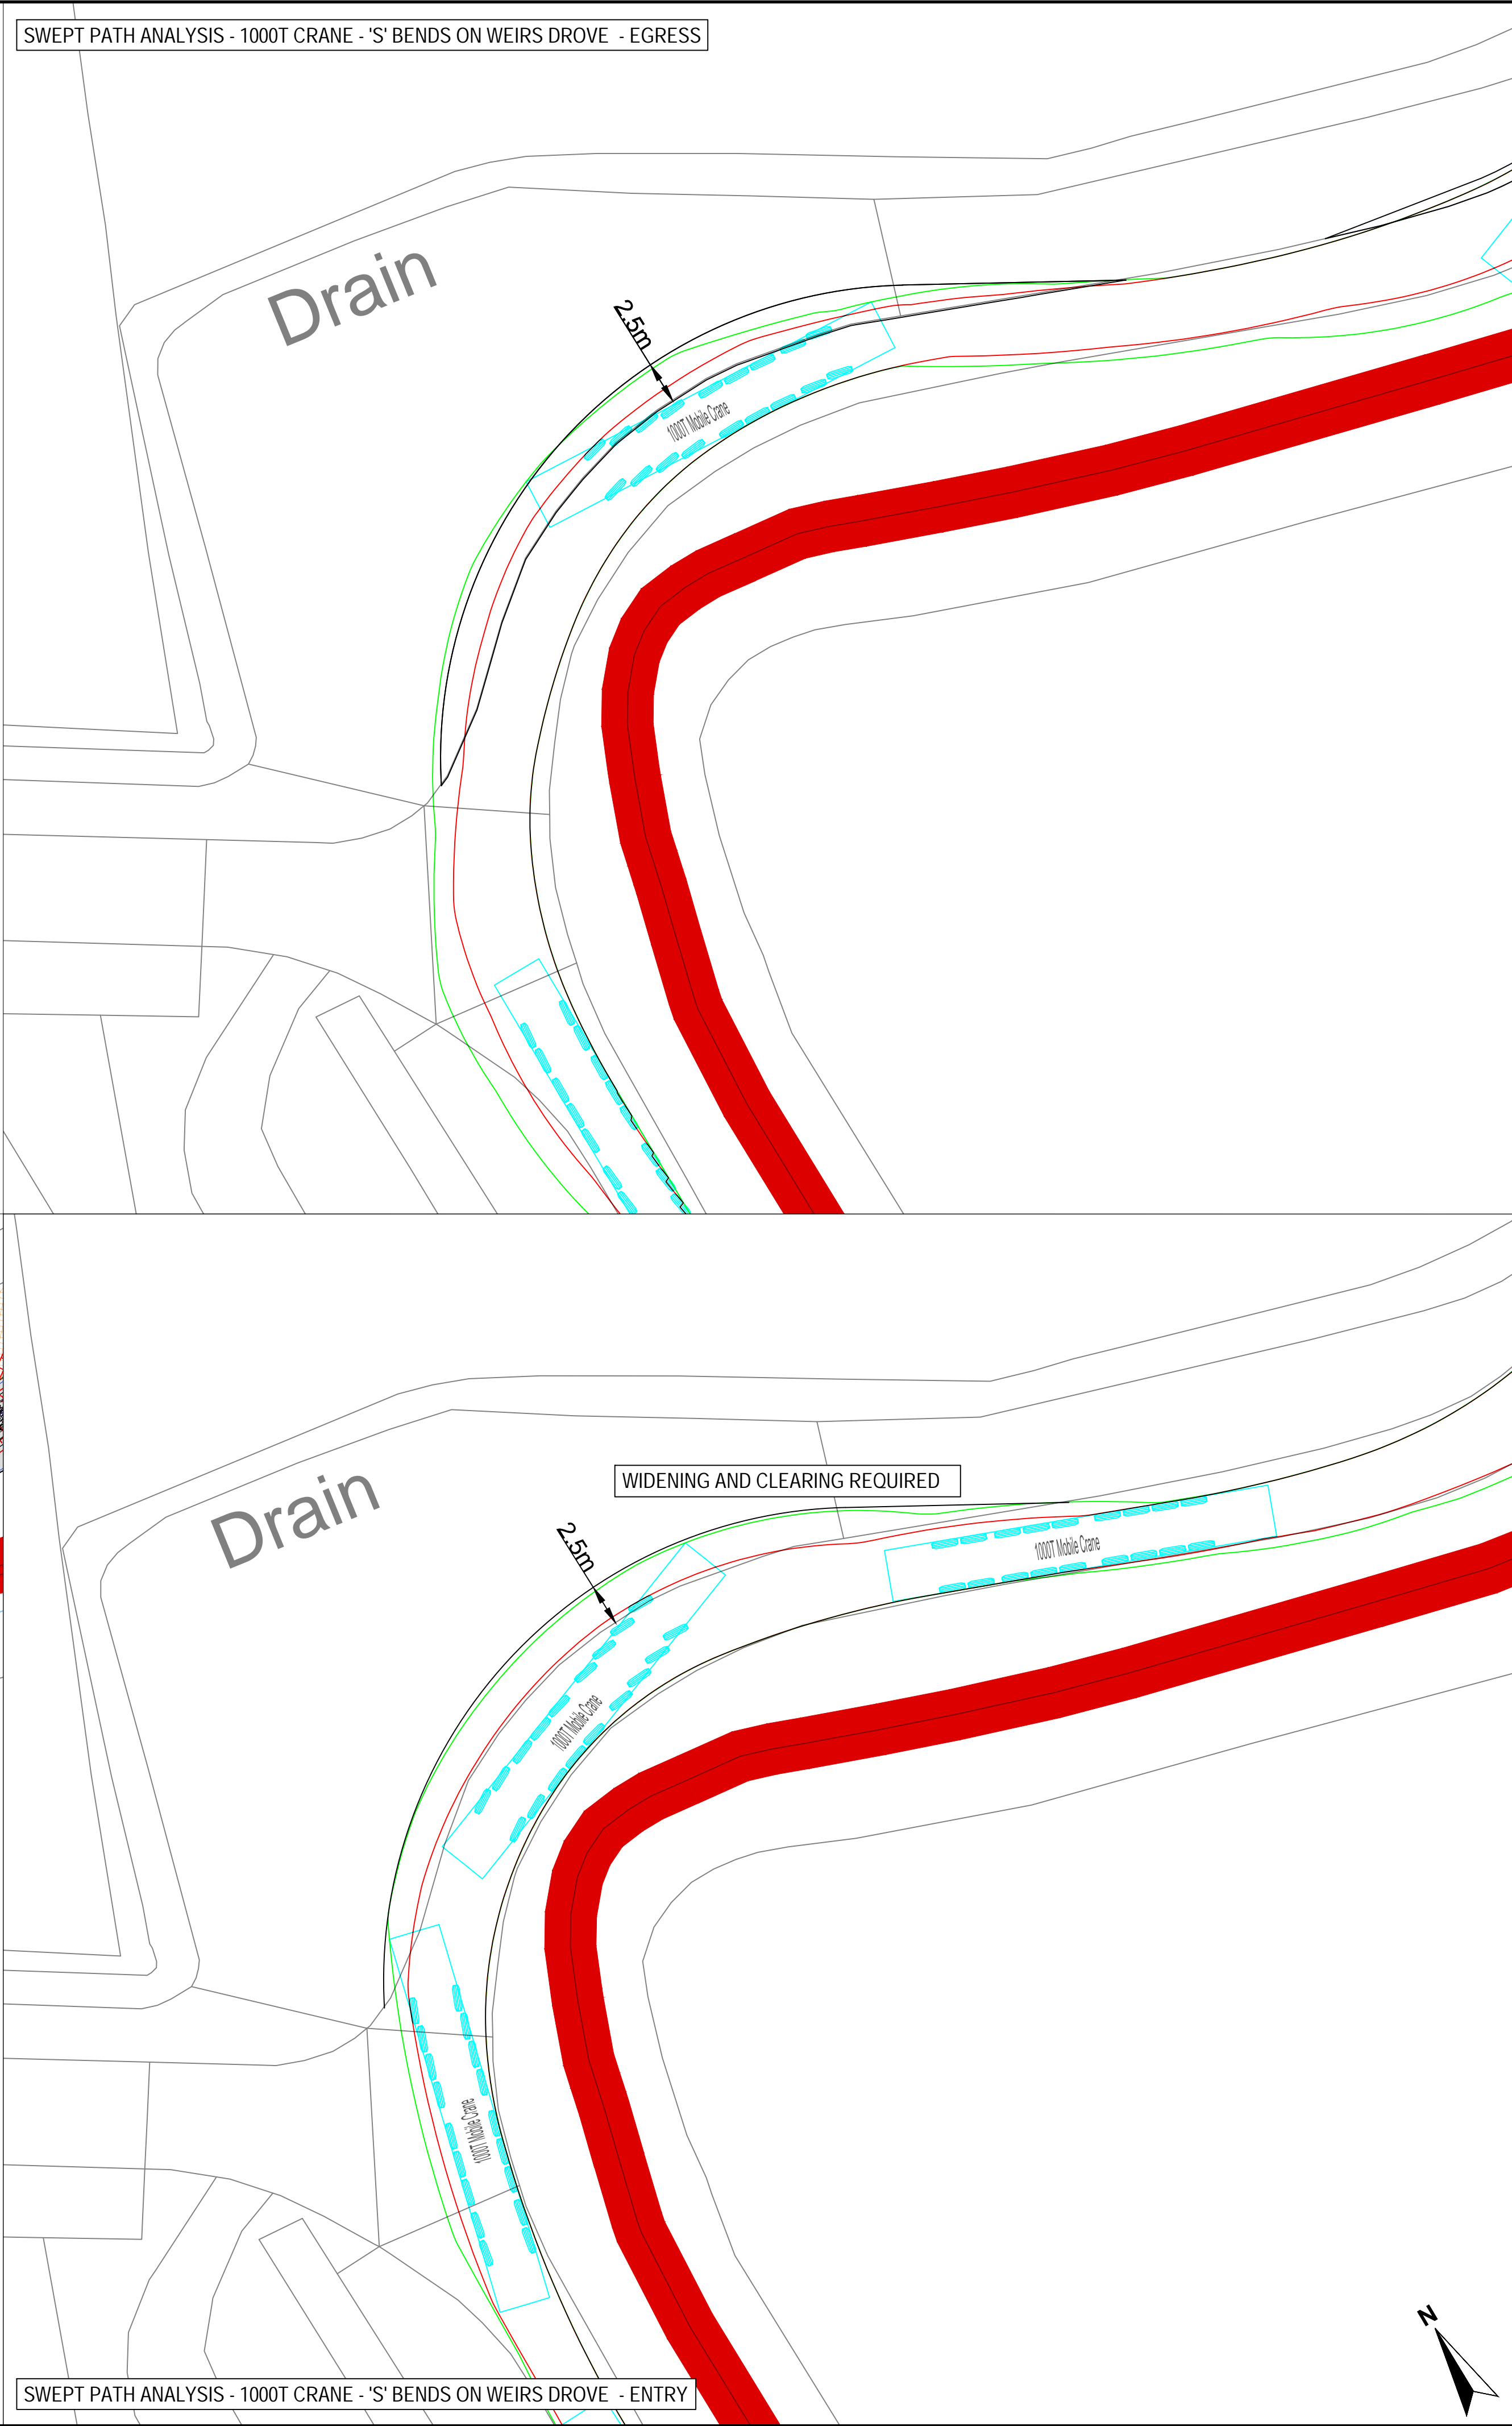 SWEPT PATH ANALYSIS - 1000T CRANE - 'S' BENDS ON WEIRS DROVE - EGRESS
Drain
2.5m
1000T Mobile Crane
WIDENING AND CLEARING REQUIRED
Drain
2.5m
1000T Mobile Crane
1000T Mobile Crane
1000T Mobile Crane
N
SWEPT PATH ANALYSIS - 1000T CRANE - 'S' BENDS ON WEIRS DROVE - ENTRY